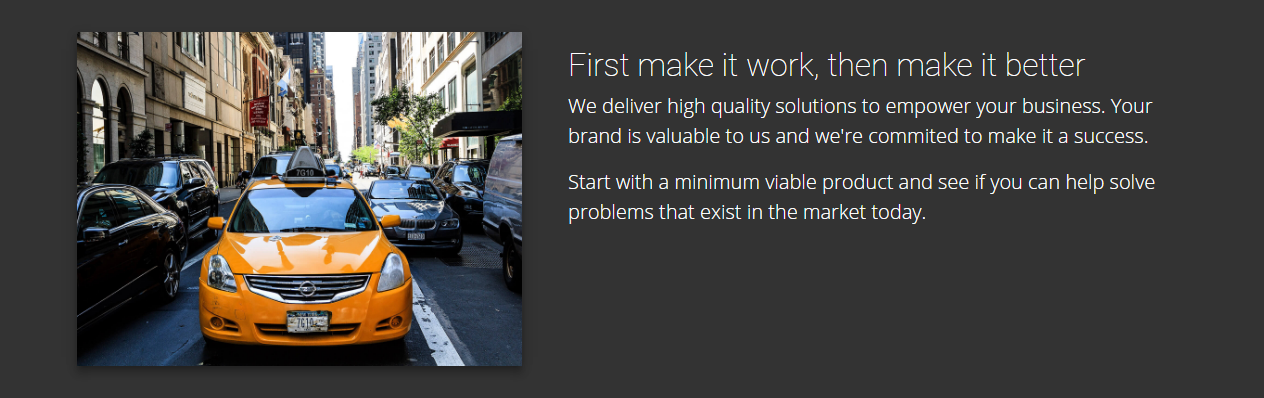 First make it work, then make it better
We deliver high quality solutions to empower your business. Your
brand is valuable to us and we're commited to make it a success.
Start with a minimum viable product and see if you can help solve
problems that exist in the market today.
7G10
7G10